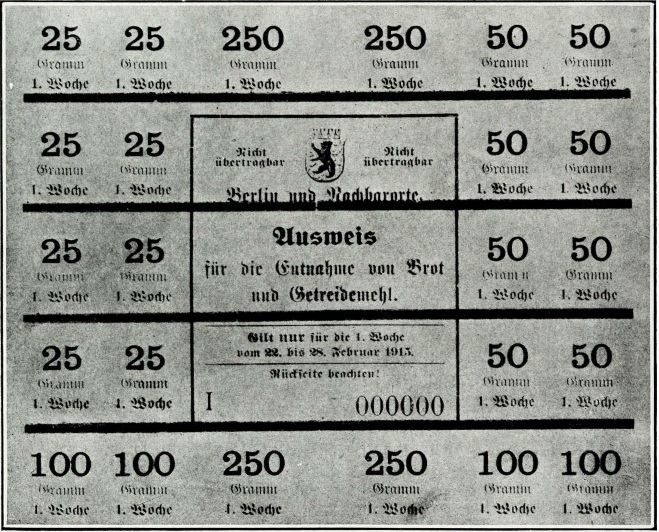 25 25 250 250 50 50
Gramm Gramm Gramm Gramm Gramm Gramm
1. Woche 1. Woche 1. Woche 1. Woche 1. Woche 1. Woche
25 25 50 50
Gramm Gramm Gramm Gramm
1. Woche 1. Woche 1. Woche 1. Woche
Nicht übertragbar
Nicht übertragbar
Berlin und Nachbarorte.
Ausweis
für die Entnahme von Brot
und Getreidemehl.
25 25 50 50
Gramm Gramm Gramm Gramm
1. Woche 1. Woche 1. Woche 1. Woche
Gilt nur für die 1. Woche
vom 22. bis 28. Februar 1915.
Rückseite beachten!
I 000000
25 25 50 50
Gramm Gramm Gramm Gramm
1. Woche 1. Woche 1. Woche 1. Woche
100 100 250 250 100 100
Gramm Gramm Gramm Gramm Gramm Gramm
1. Woche 1. Woche 1. Woche 1. Woche 1. Woche 1. Woche